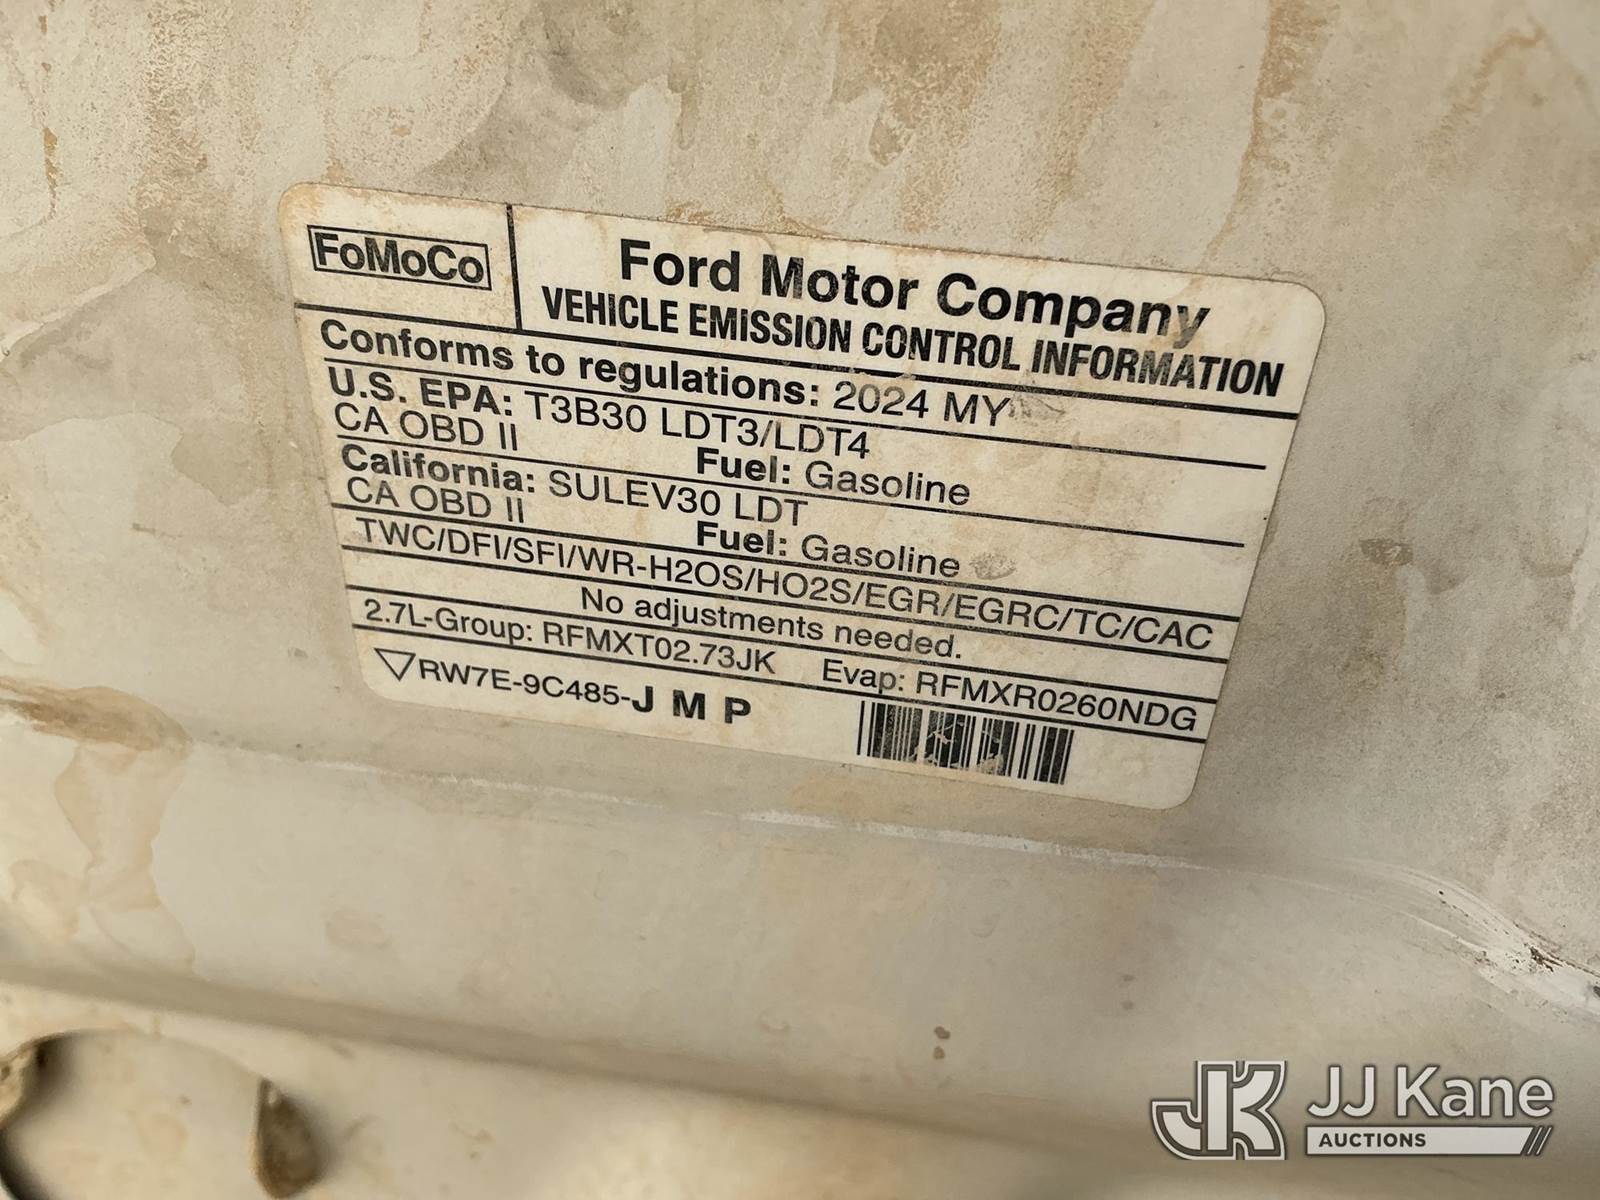 FoMoCo
Ford Motor Company
VEHICLE EMISSION CONTROL INFORMATION
Conforms to regulations: 2024 MY
U.S. EPA: T3B30 LDT3/LDT4
CA OBD II Fuel: Gasoline
California: SULEV30 LDT
CA OBD II Fuel: Gasoline
TWC/DFI/SFI/WR-H2OS/HO2S/EGR/EGRC/TC/CAC
No adjustments needed.
2.7L-Group: RFMXT02.73JK Evap: RFMXR0260NDG
RW7E-9C485-J M P
JK JJ Kane
AUCTIONS